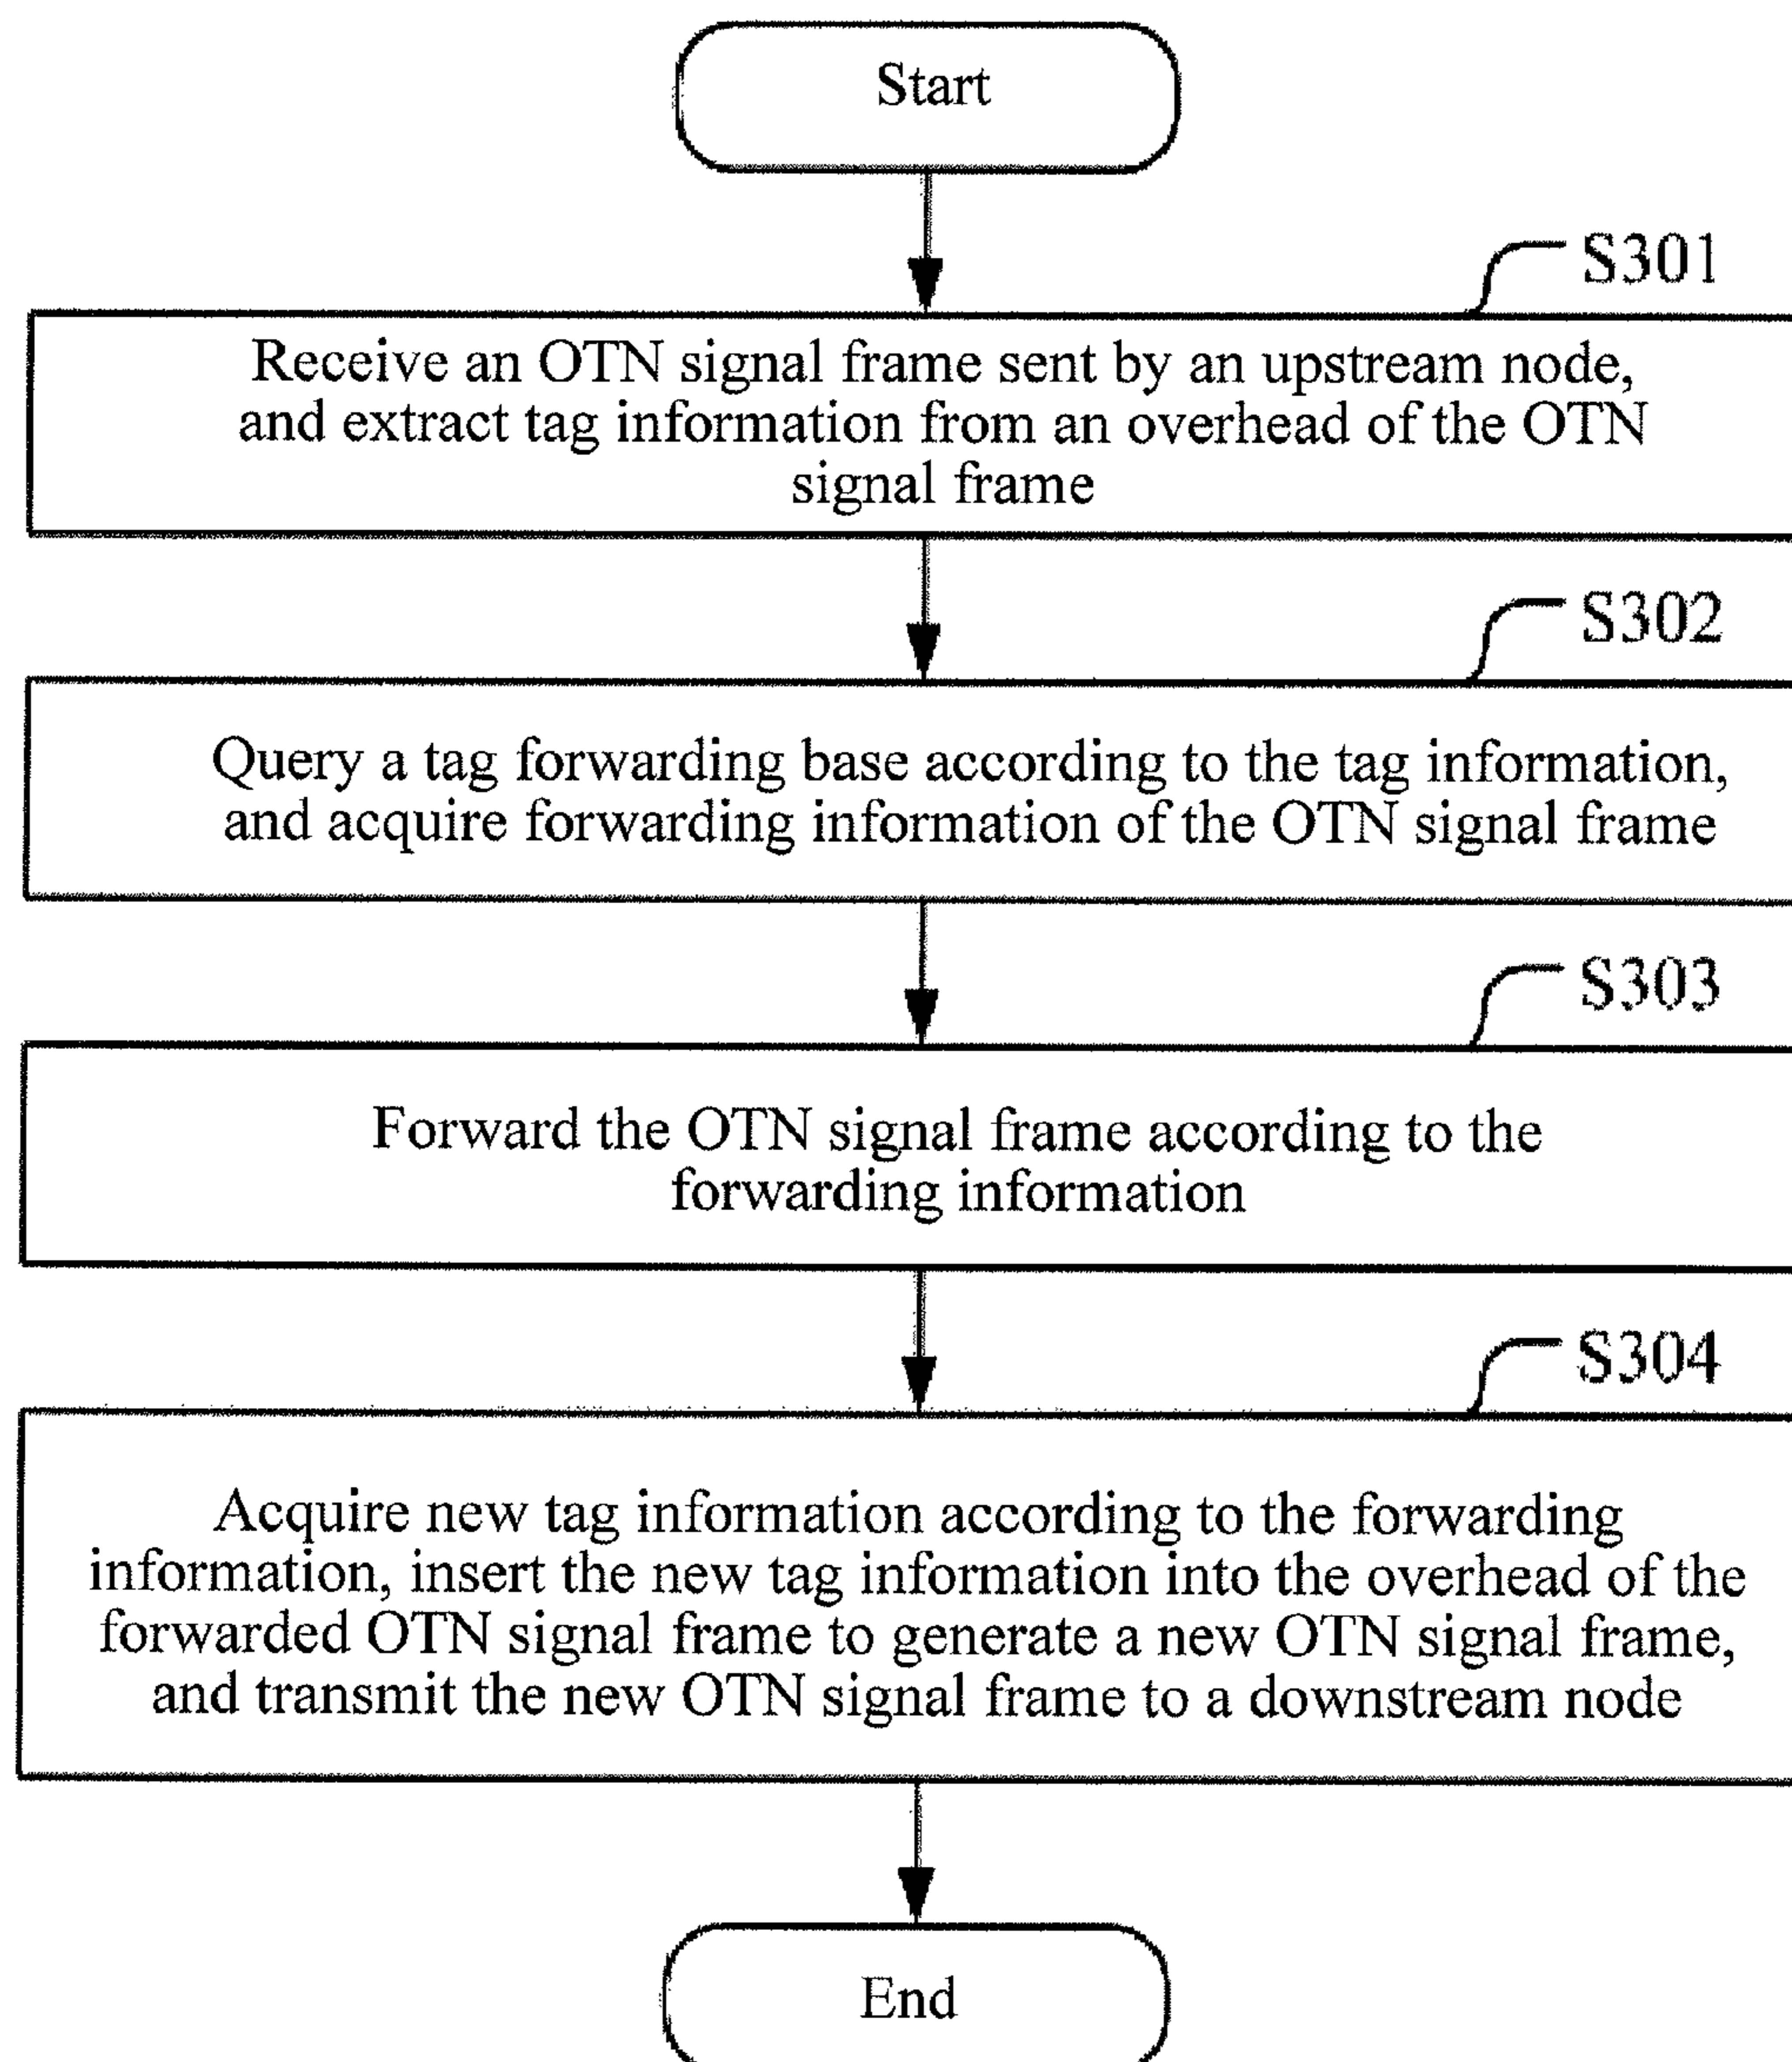 Start
S301
Receive an OTN signal frame sent by an upstream node,
and extract tag information from an overhead of the OTN
signal frame
S302
Query a tag forwarding base according to the tag information,
and acquire forwarding information of the OTN signal frame
S303
Forward the OTN signal frame according to the
forwarding information
S304
Acquire new tag information according to the forwarding
information, insert the new tag information into the overhead of the
forwarded OTN signal frame to generate a new OTN signal frame,
and transmit the new OTN signal frame to a downstream node
End